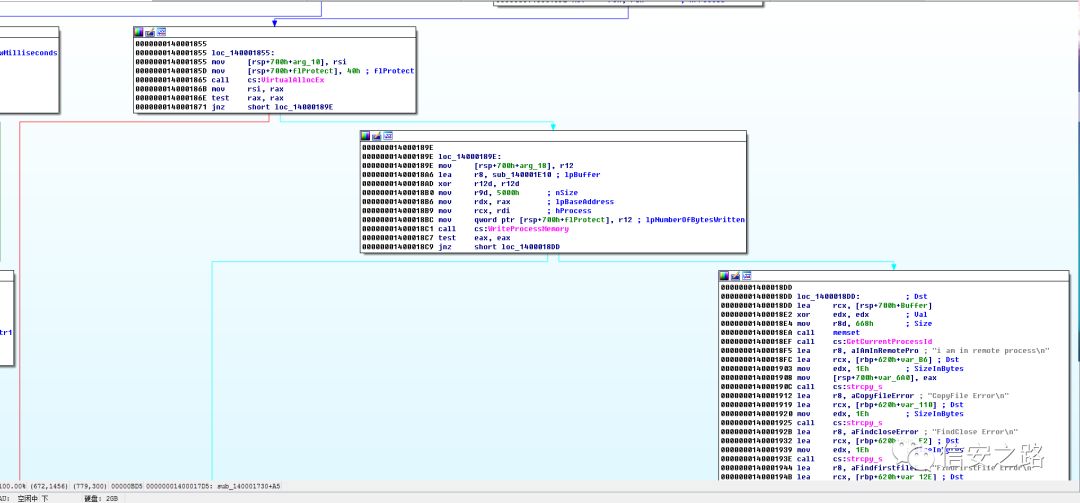 wMilliseconds
0000000140001855
0000000140001855 loc_140001855:
0000000140001855 mov [rsp+700h+arg_10], rsi
000000014000185D mov [rsp+700h+flProtect], 40h ; flProtect
0000000140001865 call cs:VirtualAllocEx
000000014000186B mov rsi, rax
000000014000186E test rax, rax
0000000140001871 jnz short loc_14000189E
000000014000189E
000000014000189E loc_14000189E:
000000014000189E mov [rsp+700h+arg_18], r12
00000001400018A6 lea r8, sub_140001E10 ; lpBuffer
00000001400018AD xor r12d, r12d
00000001400018B0 mov r9d, 5000h ; nSize
00000001400018B6 mov rdx, rax ; lpBaseAddress
00000001400018B9 mov rcx, rdi ; hProcess
00000001400018BC mov qword ptr [rsp+700h+flProtect], r12 ; lpNumberOfBytesWritten
00000001400018C1 call cs:WriteProcessMemory
00000001400018C7 test eax, eax
00000001400018C9 jnz short loc_1400018DD
tr1
00000001400018DD
00000001400018DD loc_1400018DD: ; Dst
00000001400018DD lea rcx, [rsp+700h+Buffer]
00000001400018E2 xor edx, edx ; Val
00000001400018E4 mov r8d, 668h ; Size
00000001400018EA call memset
00000001400018EF call cs:GetCurrentProcessId
00000001400018F5 lea r8, aIAmInRemotePro ; "i am in remote process\n"
00000001400018FC lea rcx, [rbp+620h+var_B6] ; Dst
0000000140001903 mov edx, 1Eh ; SizeInBytes
0000000140001908 mov [rsp+700h+var_6A0], eax
000000014000190C call cs:strcpy_s
0000000140001912 lea r8, aCopyFileError ; "CopyFile Error\n"
0000000140001919 lea rcx, [rbp+620h+var_110] ; Dst
0000000140001920 mov edx, 1Eh ; SizeInBytes
0000000140001925 call cs:strcpy_s
000000014000192B lea r8, aFindcloseError ; "FindClose Error\n"
0000000140001932 lea rcx, [rbp+620h F2] ; Dst
0000000140001939 mov edx, 1Eh
000000014000193E call cs:strcpy_s
0000000140001944 lea r8, aFindfirstfile Error\n"
000000014000194B lea rcx, [rbp+620h+var_12E] ; Dst
信安之路
100.00% (672,1456) (779,300) 00000BD5 00000001400017D5: sub_140001730+A5
AD: 空闲中 下 硬盘: 2GB